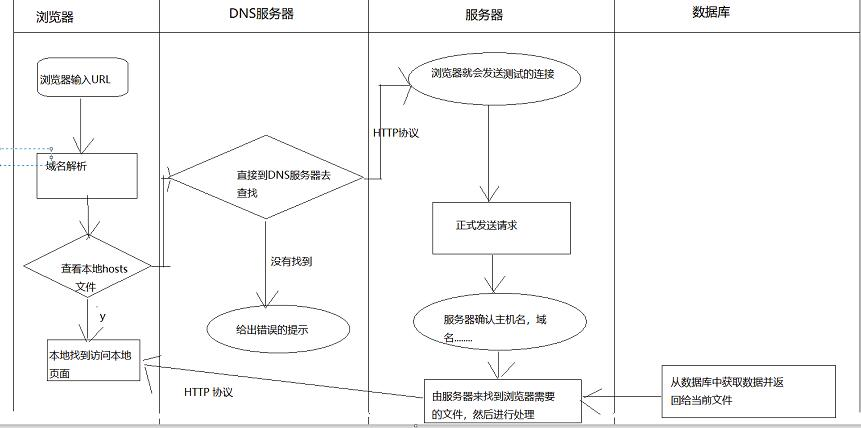 浏览器
DNS服务器
服务器
数据库
浏览器输入URL
浏览器就会发送测试的连接
HTTP协议
域名解析
直接到DNS服务器去
查找
正式发送请求
查看本地hosts
文件
没有找到
y
给出错误的提示
服务器确认主机名，域
名........
本地找到访问本地
页面
HTTP 协议
由服务器来找到浏览器需要
的文件，然后进行处理
从数据库中获取数据并返
回给当前文件